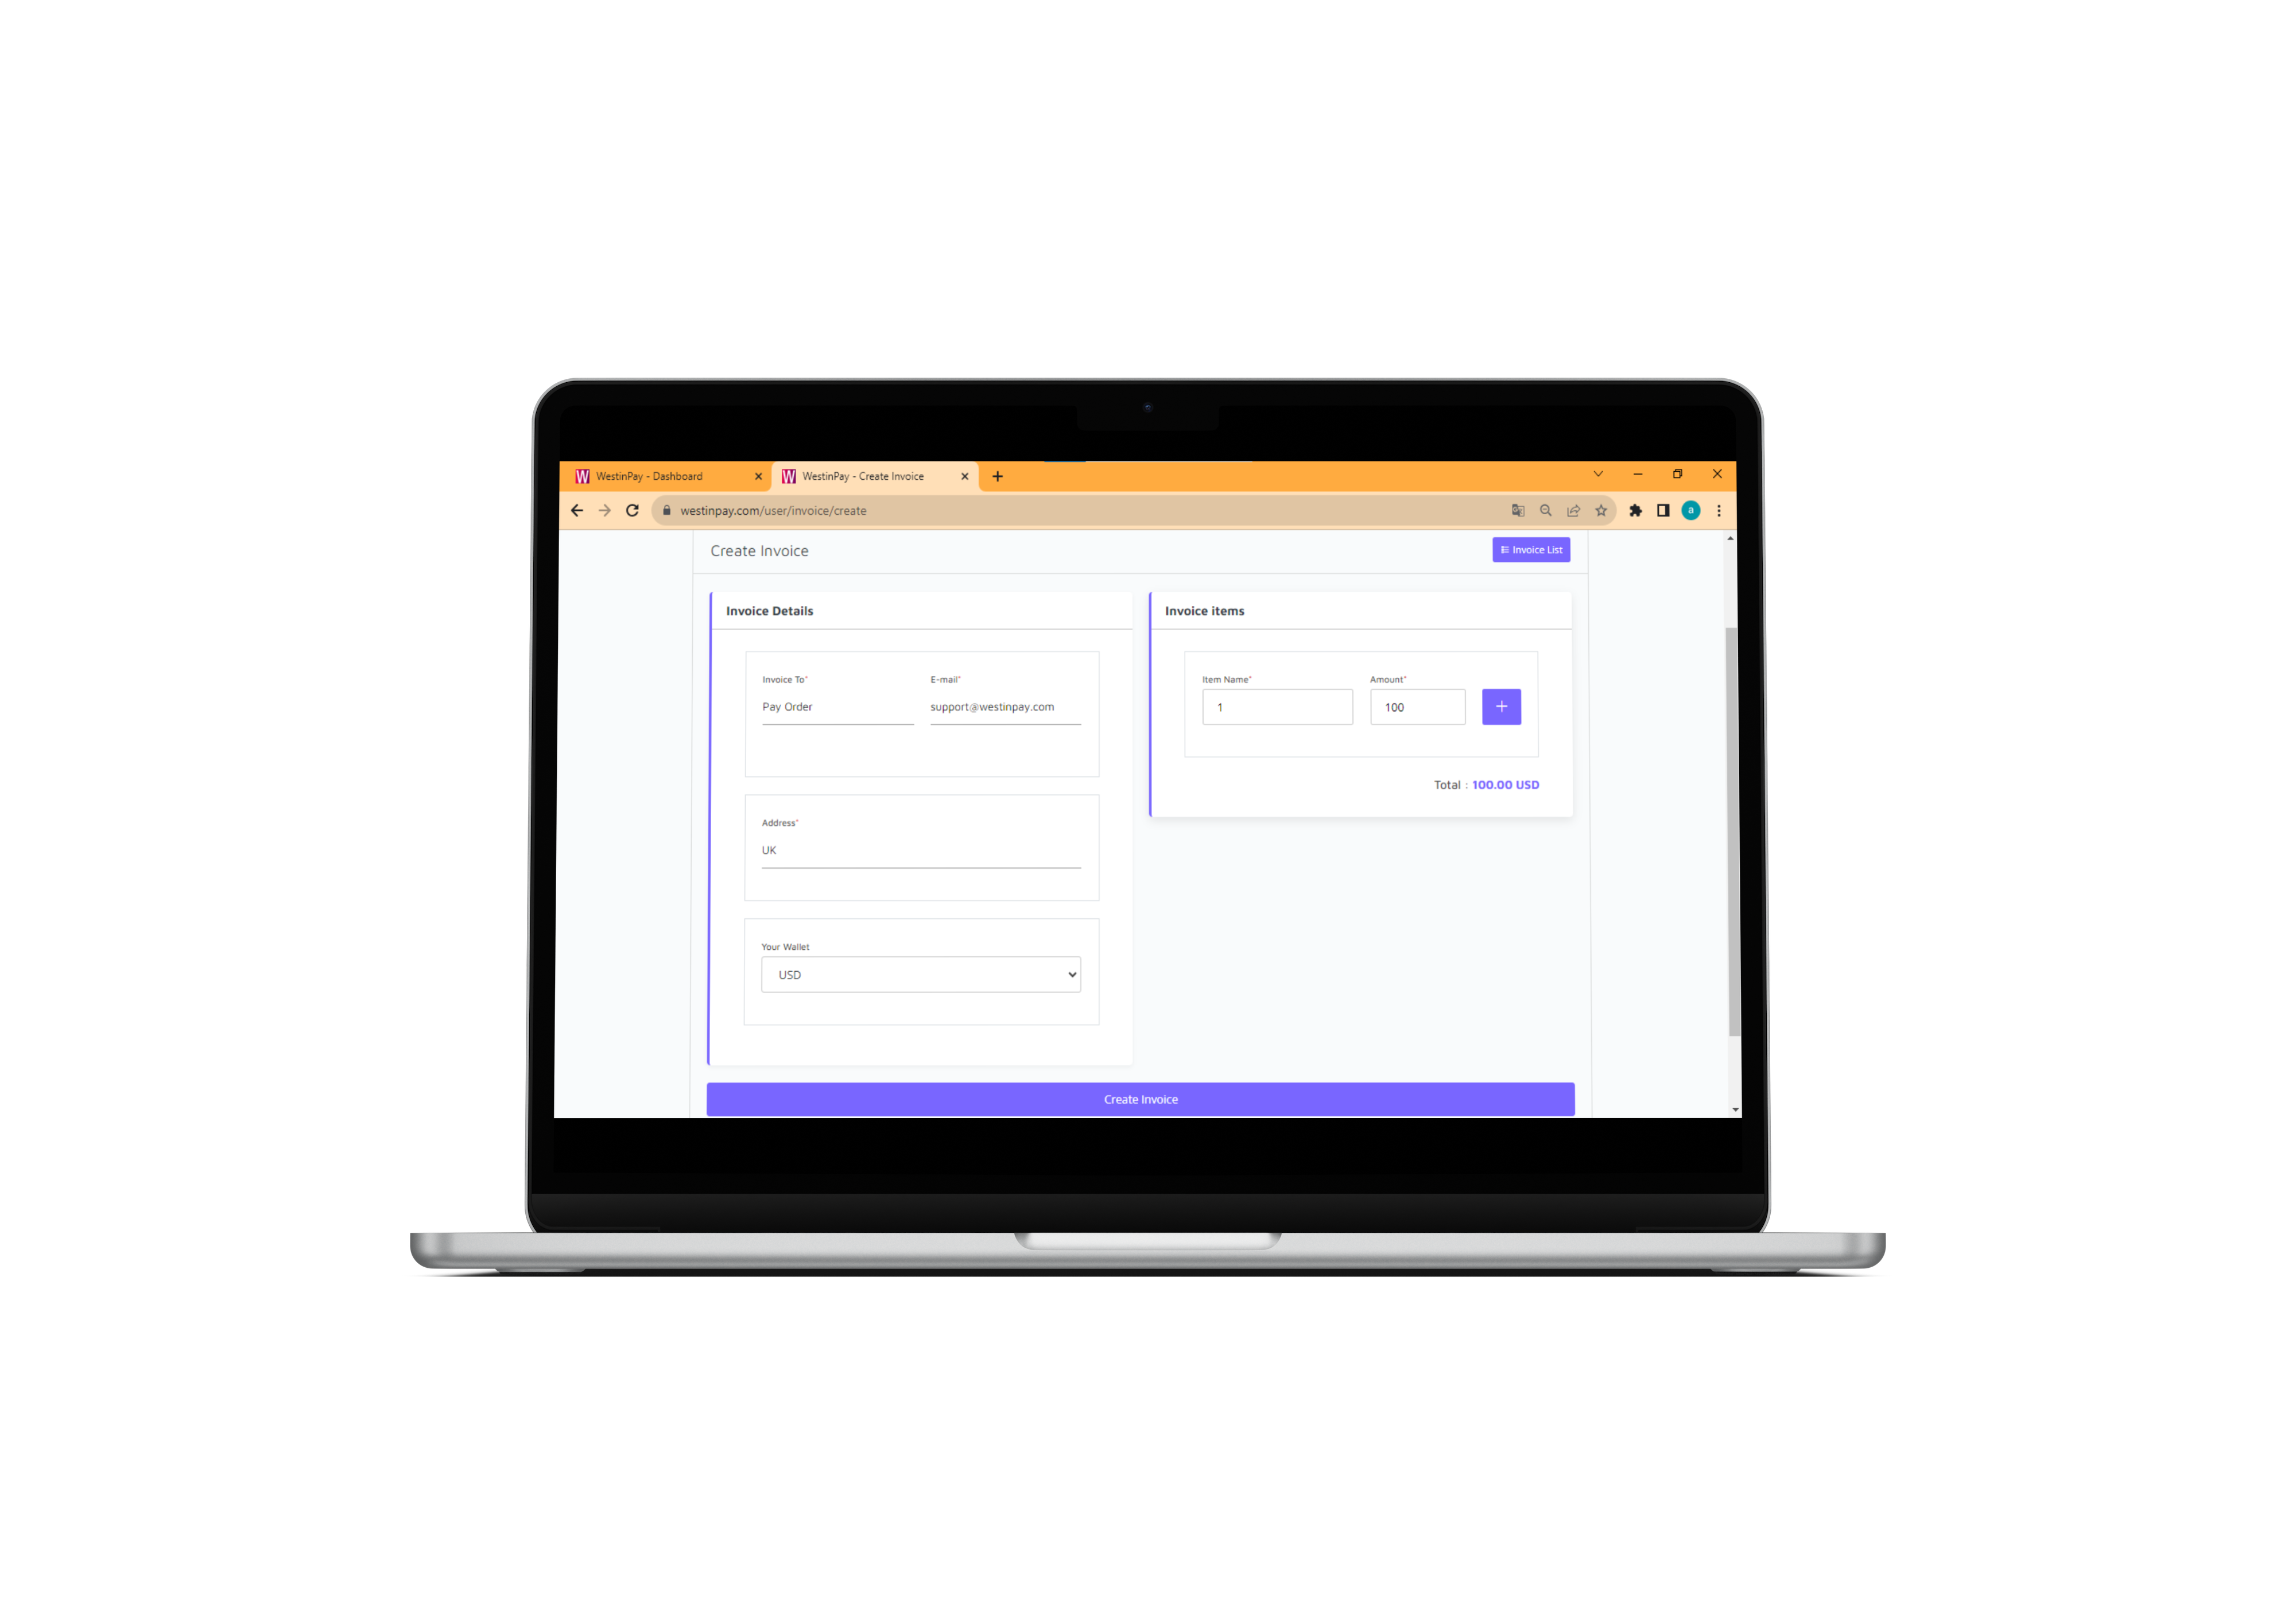 W WestinPay - Dashboard W WestinPay - Create Invoice
westinpay.com/user/invoice/create a
Create Invoice Invoice List
Invoice Details
Invoice To* E-mail*
Pay Order support@westinpay.com
Address*
UK
Your Wallet
USD
Invoice items
Item Name* Amount*
1 100 +
Total : 100.00 USD
Create Invoice